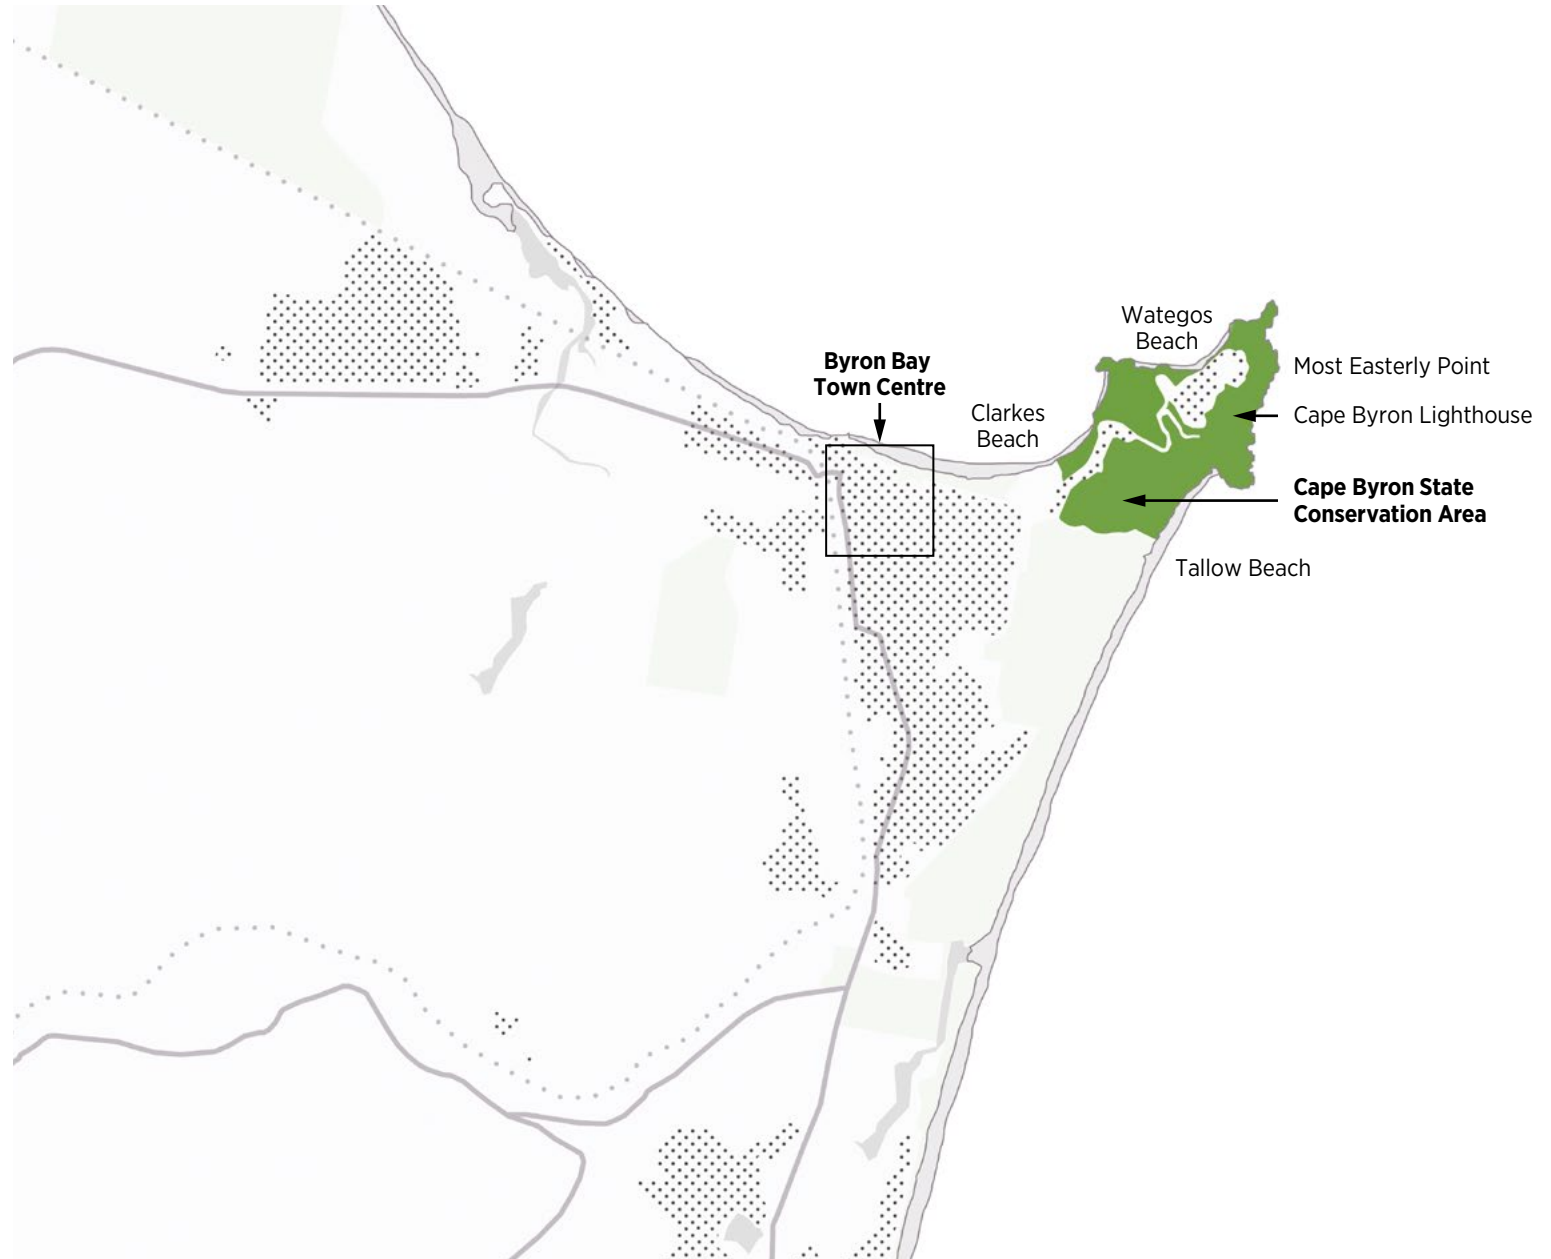 Wategos
Beach
Byron Bay
Town Centre
Most Easterly Point
Clarkes
Beach
Cape Byron Lighthouse
Cape Byron State
Conservation Area
Tallow Beach